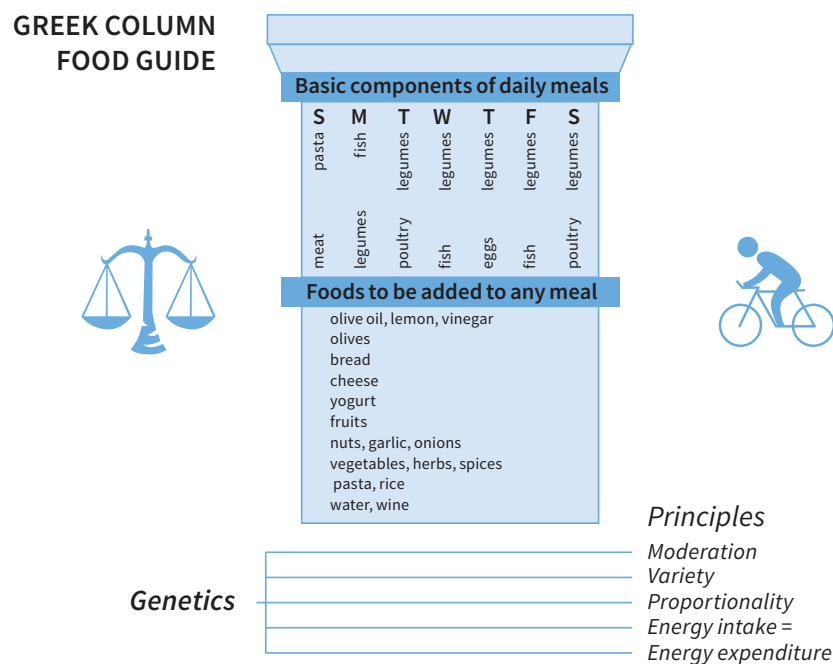 GREEK COLUMN
FOOD GUIDE
Basic components of daily meals
S M T W T F S
pasta fish legumes legumes legumes legumes legumes
meat legumes poultry fish eggs fish poultry
Foods to be added to any meal
olive oil, lemon, vinegar
olives
bread
cheese
yogurt
fruits
nuts, garlic, onions
vegetables, herbs, spices
pasta, rice
water, wine
Principles
Moderation
Variety
Genetics
Proportionality
Energy intake =
Energy expenditure